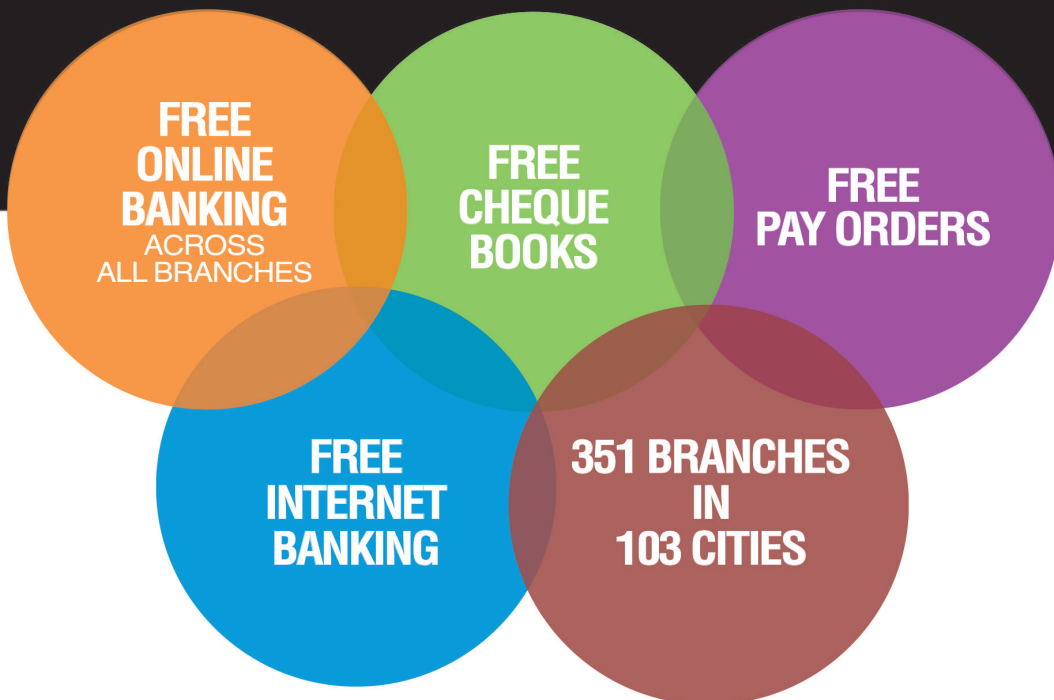 FREE
ONLINE
BANKING
ACROSS
ALL BRANCHES
FREE
CHEQUE
BOOKS
FREE
PAY ORDERS
FREE
INTERNET
BANKING
351 BRANCHES
IN
103 CITIES